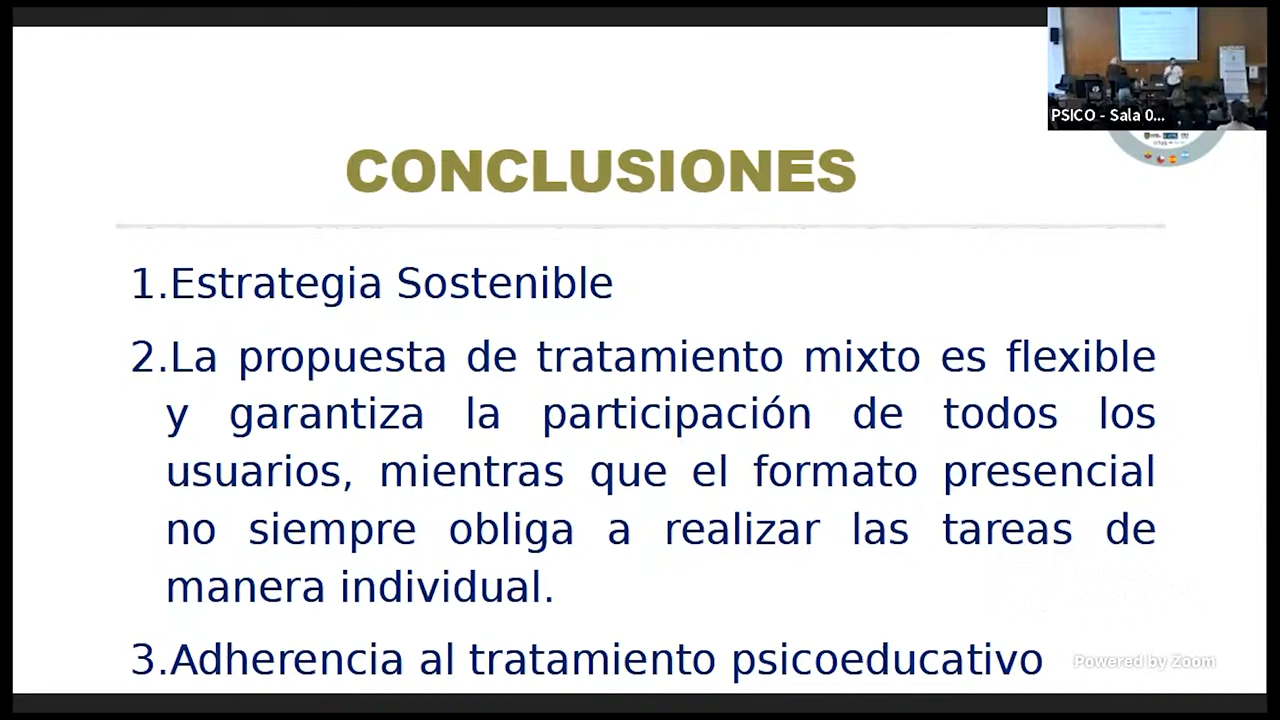 PSICO - Sala 0...
CONCLUSIONES
1.Estrategia Sostenible
2.La propuesta de tratamiento mixto es flexible
y garantiza la participación de todos los
usuarios, mientras que el formato presencial
no siempre obliga a realizar las tareas de
manera individual.
3.Adherencia al tratamiento psicoeducativo
Powered by Zoom